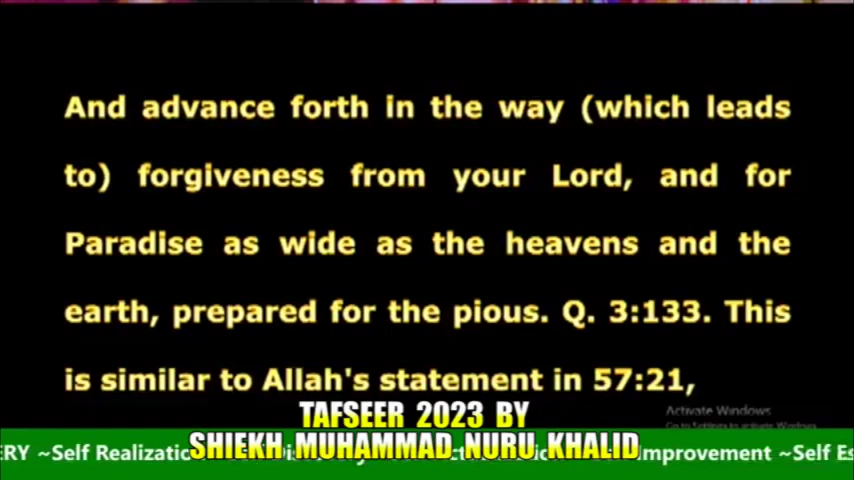 And advance forth in the way (which leads
to) forgiveness from your Lord, and for
Paradise as wide as the heavens and the
earth, prepared for the pious. Q. 3:133. This
is similar to Allah's statement in 57:21,
Activate Windows
Go to Settings to activate Windows.
TAFSEER 2023 BY
SHIEKH MUHAMMAD NURU KHALID
ERY ~Self Realizatio Improvement ~Self Es